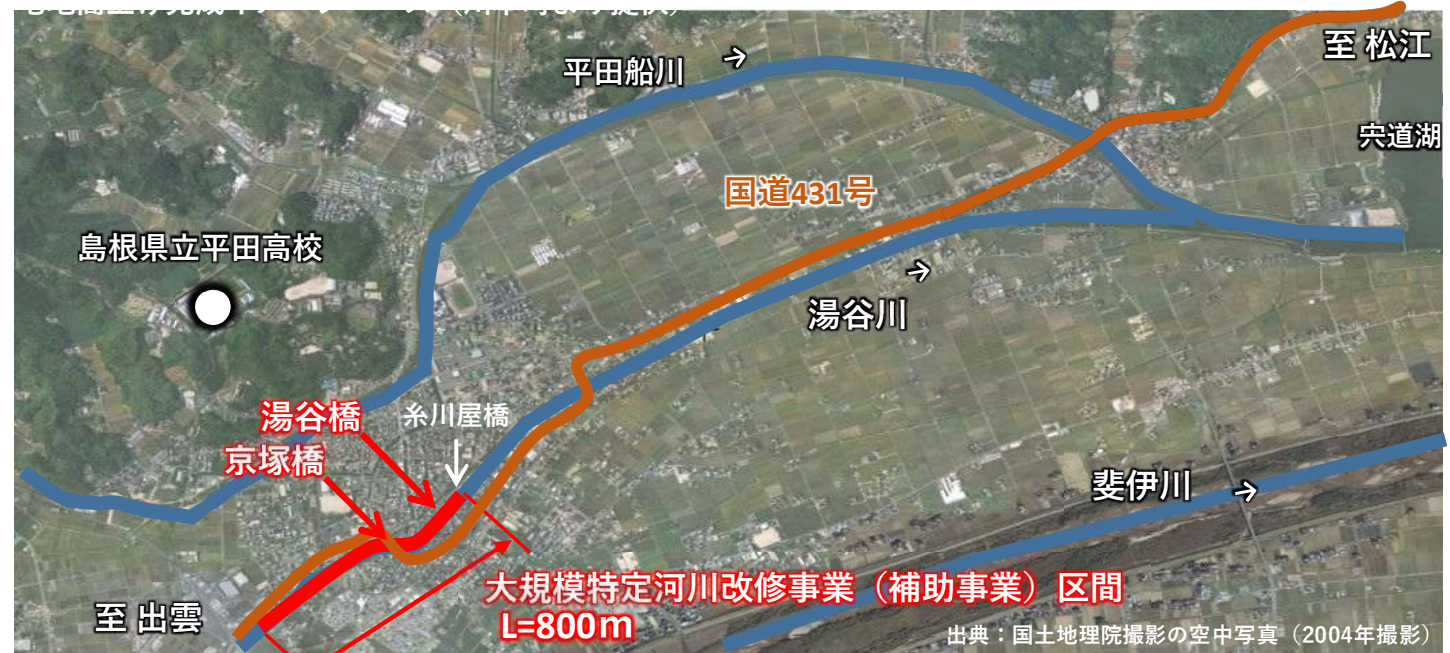 平田船川
至 松江
宍道湖
国道431号
島根県立平田高校
湯谷川
湯谷橋
糸川屋橋
京塚橋
斐伊川
大規模特定河川改修事業（補助事業）区間
L=800m
至 出雲
出典：国土地理院撮影の空中写真（2004年撮影）